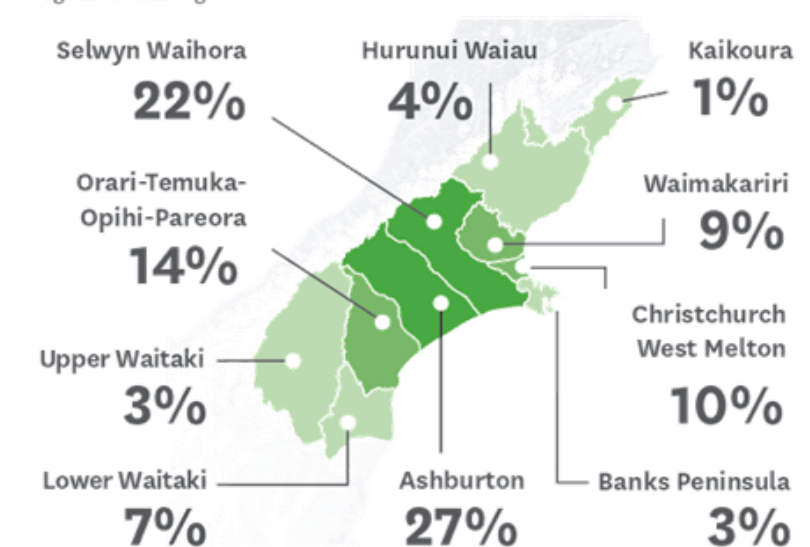 Selwyn Waihora
22%
Hurunui Waiau
4%
Kaikoura
1%
Orari-Temuka-
Opihi-Pareora
14%
Waimakariri
9%
Christchurch
West Melton
10%
Upper Waitaki
3%
Lower Waitaki
7%
Ashburton
27%
Banks Peninsula
3%